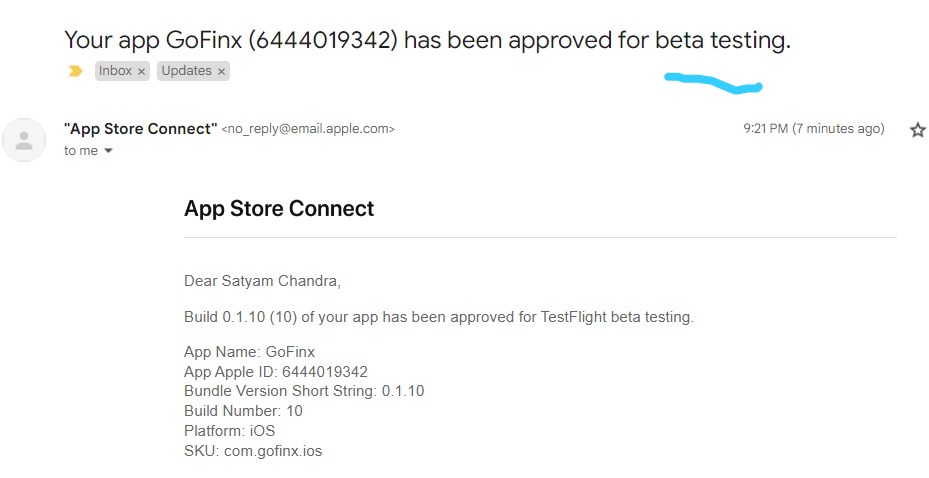 Your app GoFinx (6444019342) has been approved for beta testing.
Inbox x Updates x
"App Store Connect" <no_reply@email.apple.com> 9:21 PM (7 minutes ago)
to me
App Store Connect
Dear Satyam Chandra,
Build 0.1.10 (10) of your app has been approved for TestFlight beta testing.
App Name: GoFinx
App Apple ID: 6444019342
Bundle Version Short String: 0.1.10
Build Number: 10
Platform: iOS
SKU: com.gofinx.ios